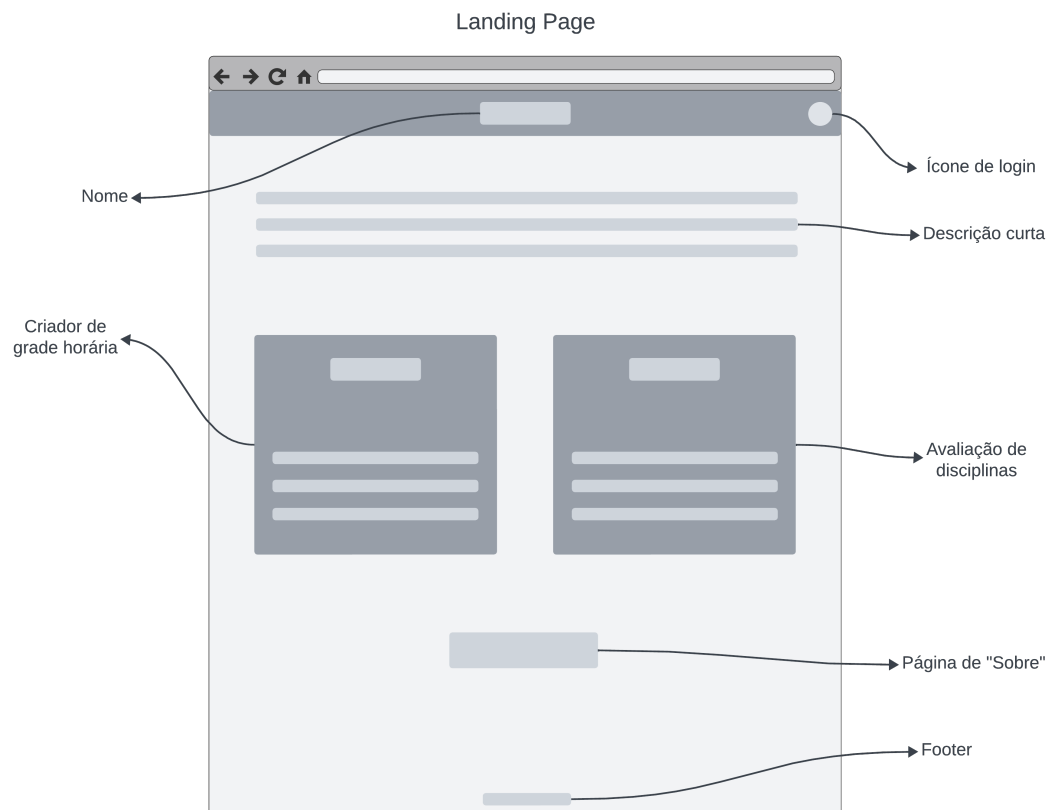 Landing Page
Ícone de login
Nome
Descrição curta
Criador de
grade horária
Avaliação de
disciplinas
Página de "Sobre"
Footer